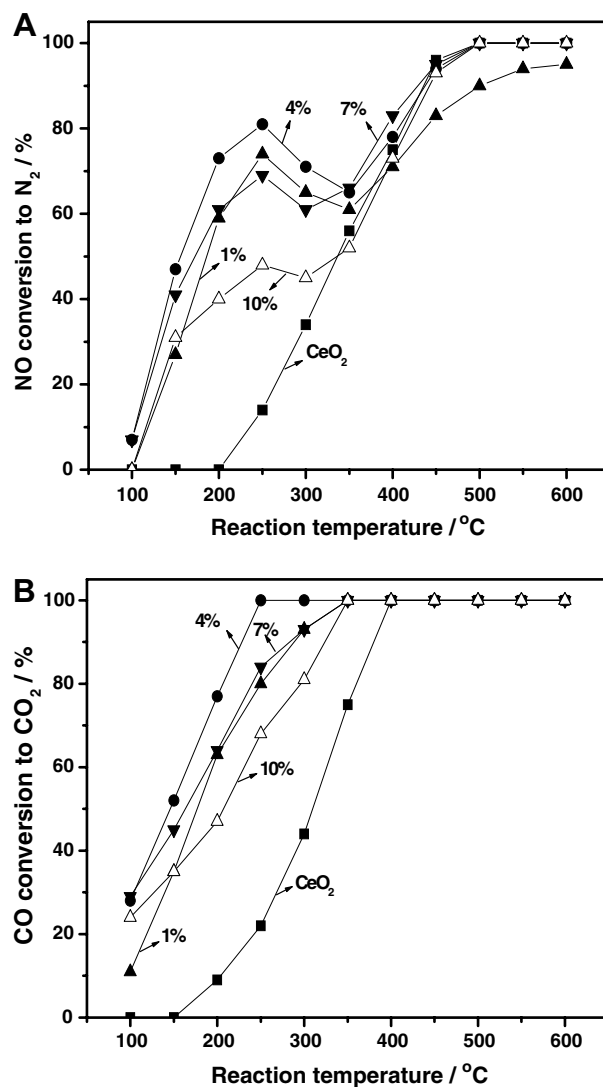 A
NO conversion to N₂ / %
100
80
60
40
20
0
4%
7%
1%
10%
CeO₂
100 200 300 400 500 600
Reaction temperature / °C
B
CO conversion to CO₂ / %
100
80
60
40
20
0
4%
7%
10%
CeO₂
1%
100 200 300 400 500 600
Reaction temperature / °C